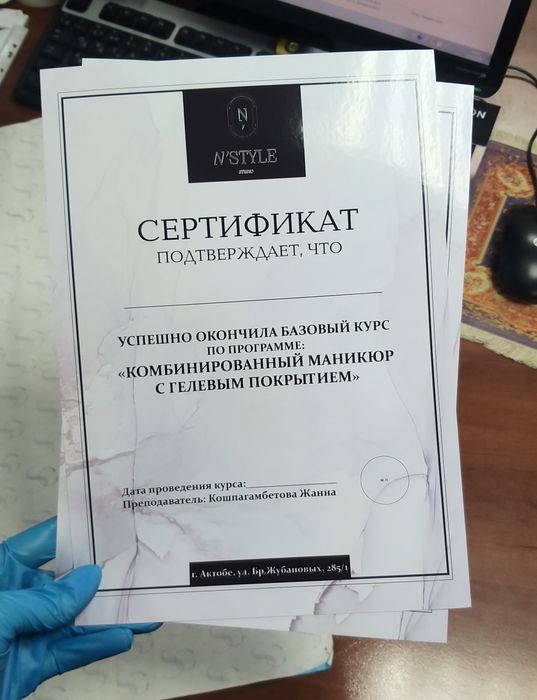 N
N'STYLE
СЕРТИФИКАТ
ПОДТВЕРЖДАЕТ, ЧТО
УСПЕШНО ОКОНЧИЛА БАЗОВЫЙ КУРС
ПО ПРОГРАММЕ:
«КОМБИНИРОВАННЫЙ МАНИКЮР
С ГЕЛЕВЫМ ПОКРЫТИЕМ»
Дата проведения курса:
Преподаватель: Кошпагамбетова Жаниа
м.п
г. Актобе, ул. Бр.Жубановых, 285/1